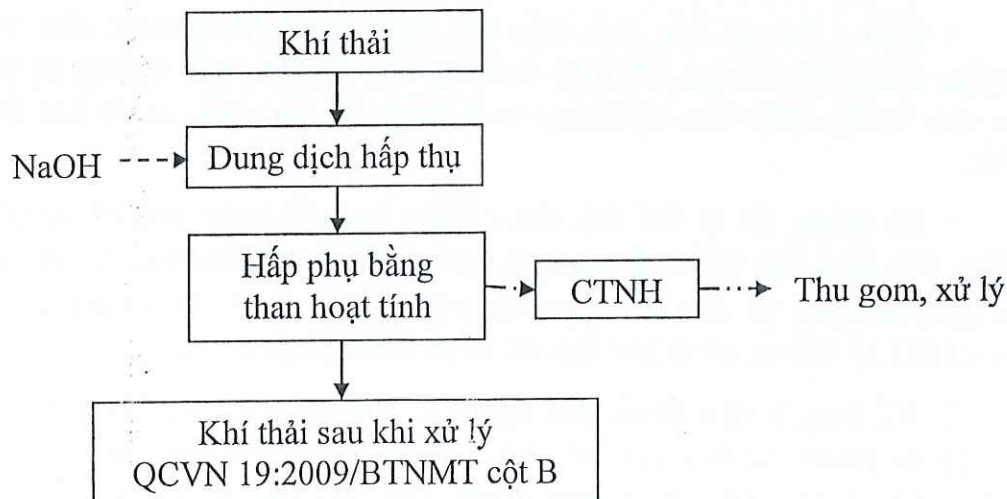 Khí thải
NaOH
Dung dịch hấp thụ
Hấp phụ bằng
than hoạt tính
CTNH
Thu gom, xử lý
Khí thải sau khi xử lý
QCVN 19:2009/BTNMT cột B